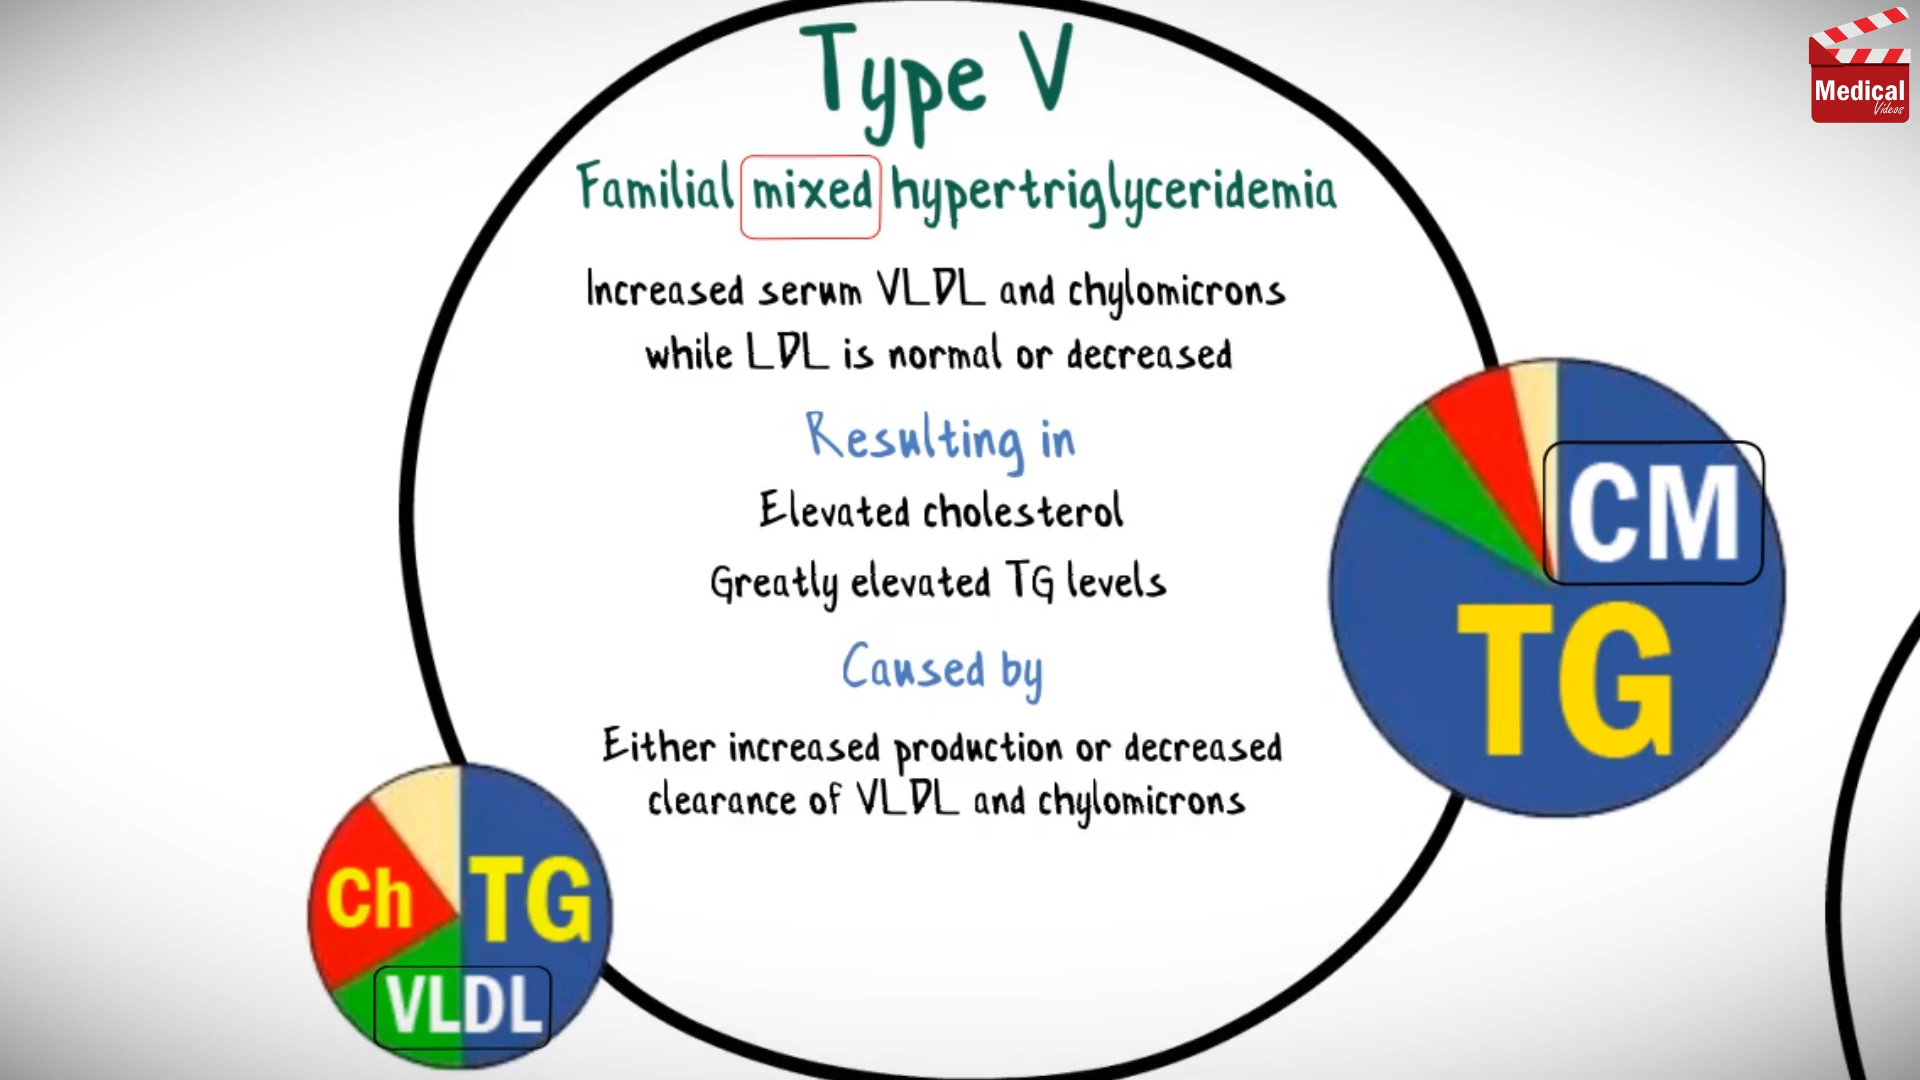 Type V
Familial mixed hypertriglyceridemia
Increased serum VLDL and chylomicrons
while LDL is normal or decreased
Resulting in
Elevated cholesterol
Greatly elevated TG levels
Caused by
Either increased production or decreased
clearance of VLDL and chylomicrons
CM
TG
Ch
TG
VLDL
Medical
Videos